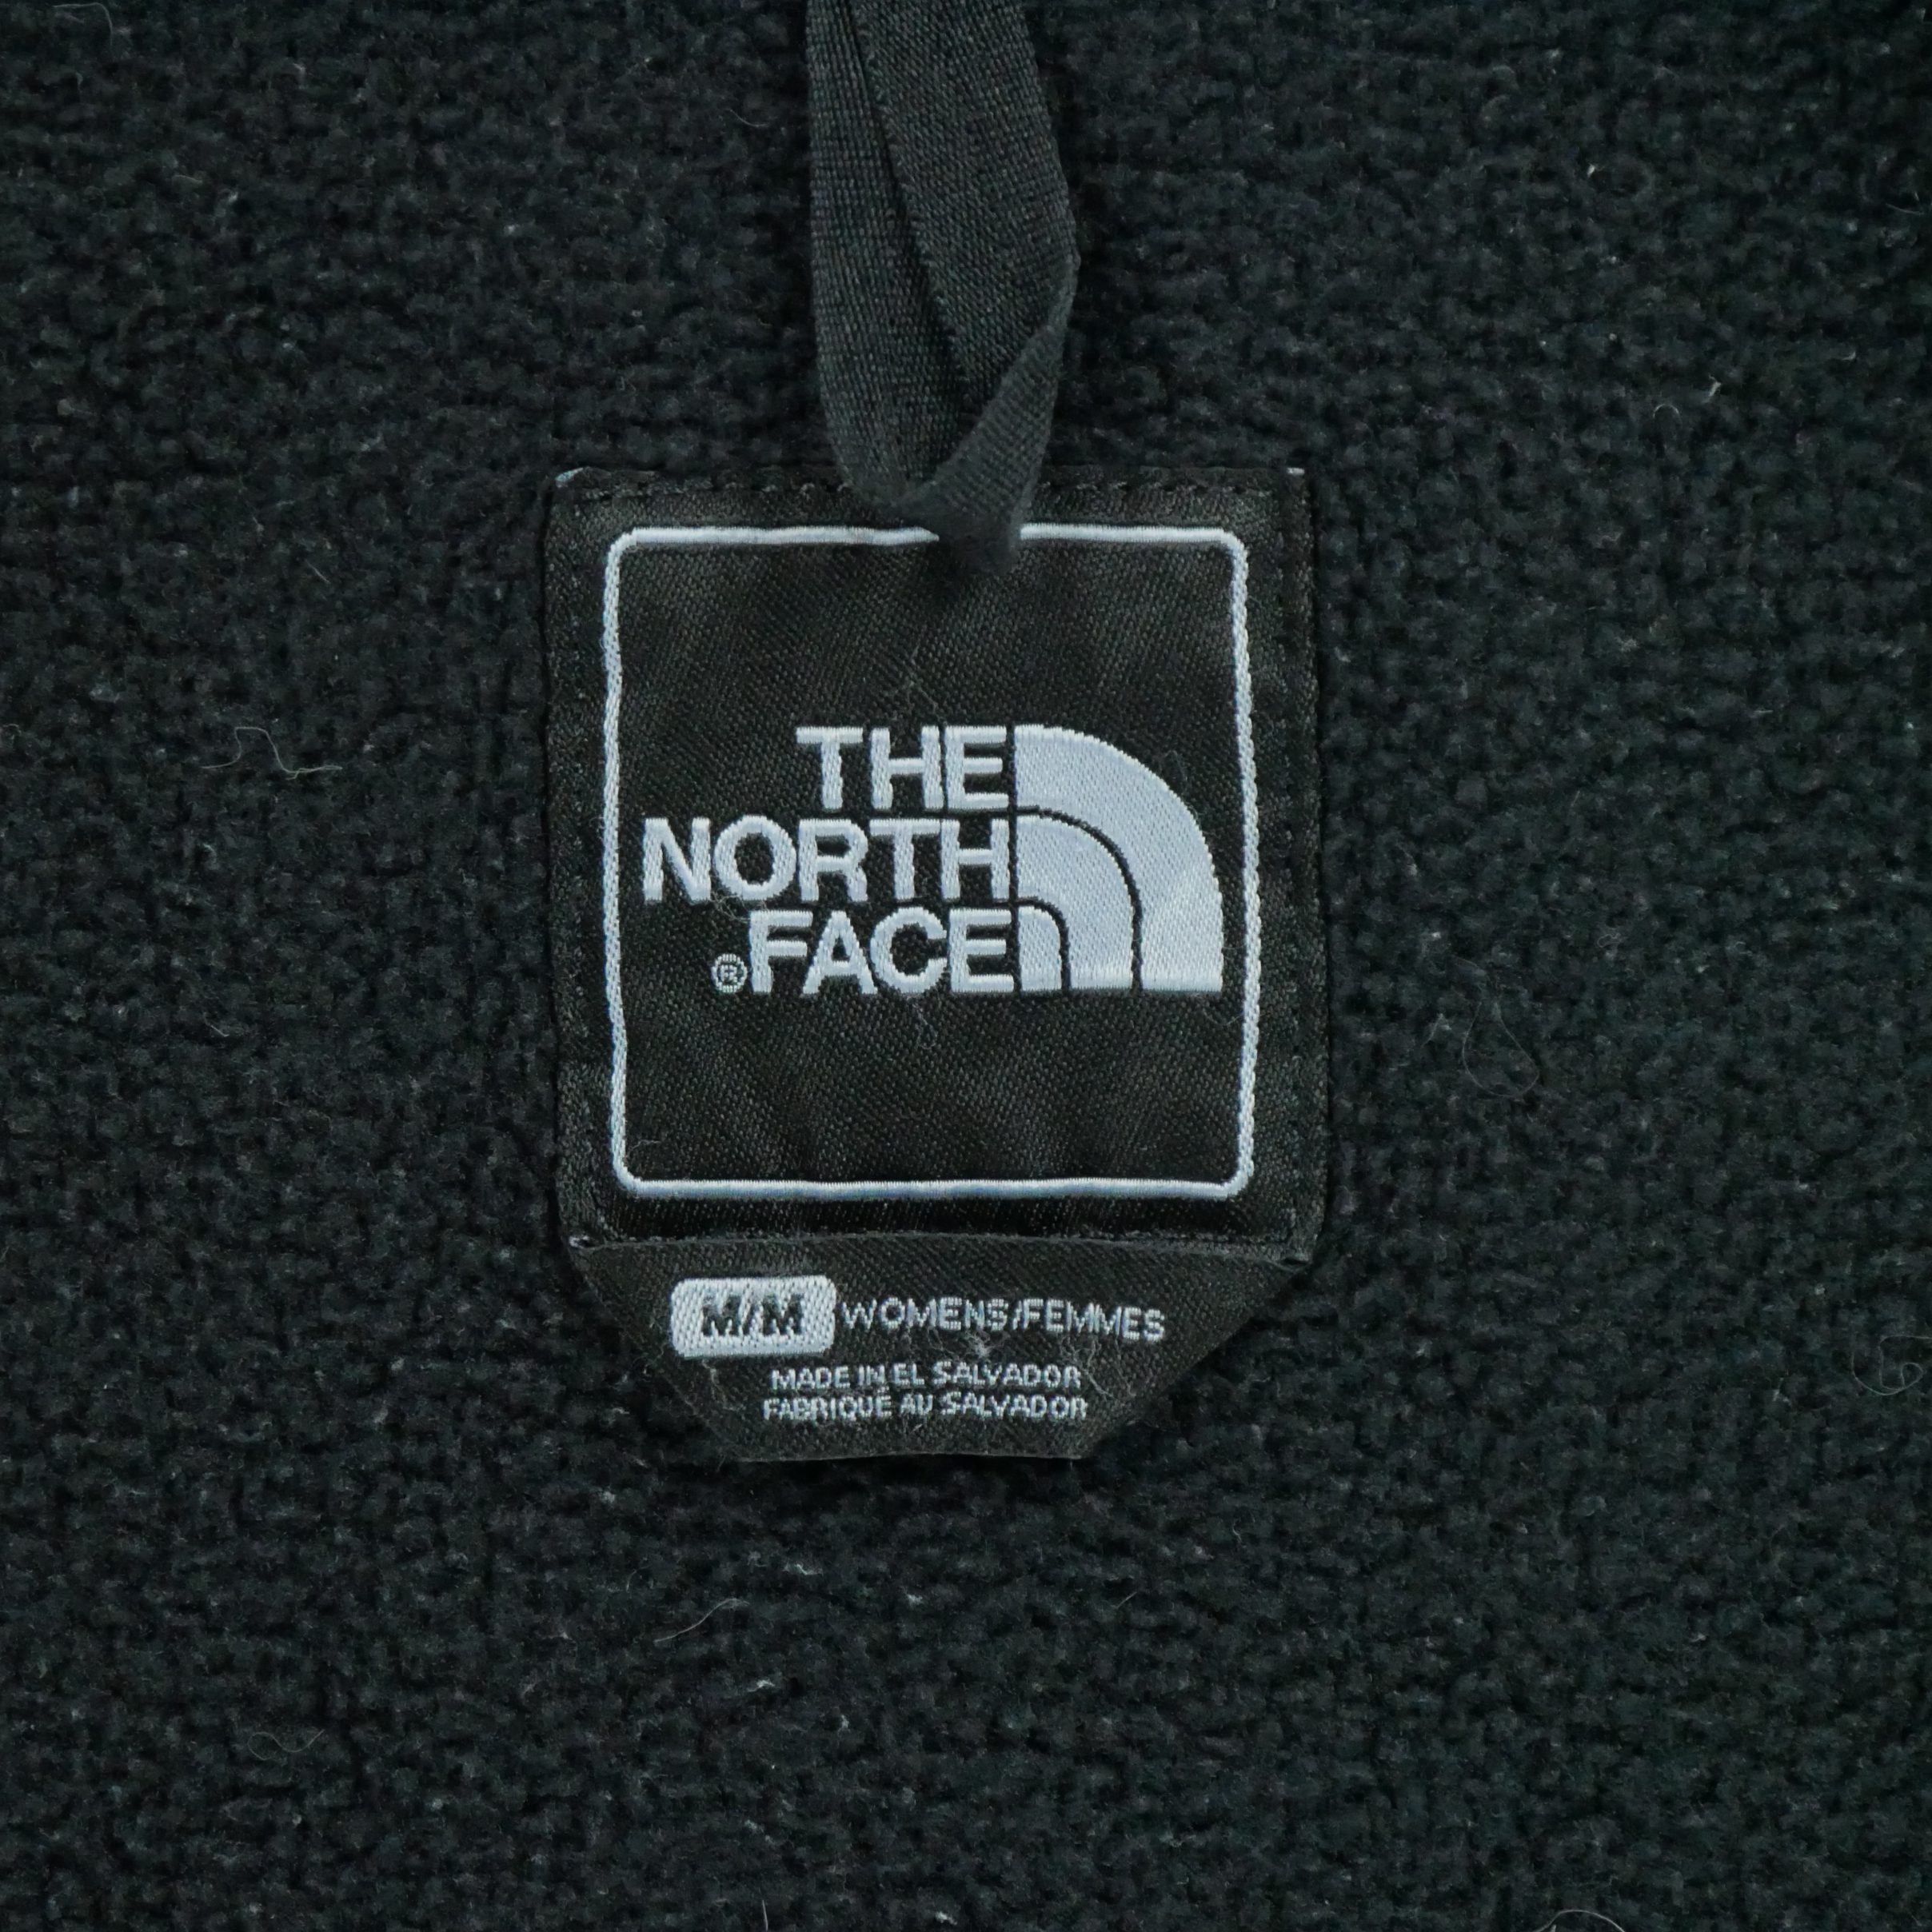 THE
NORTH
®FACE
M/M WOMENS/FEMMES
MADE IN EL SALVADOR
FABRIQUÉ AU SALVADOR